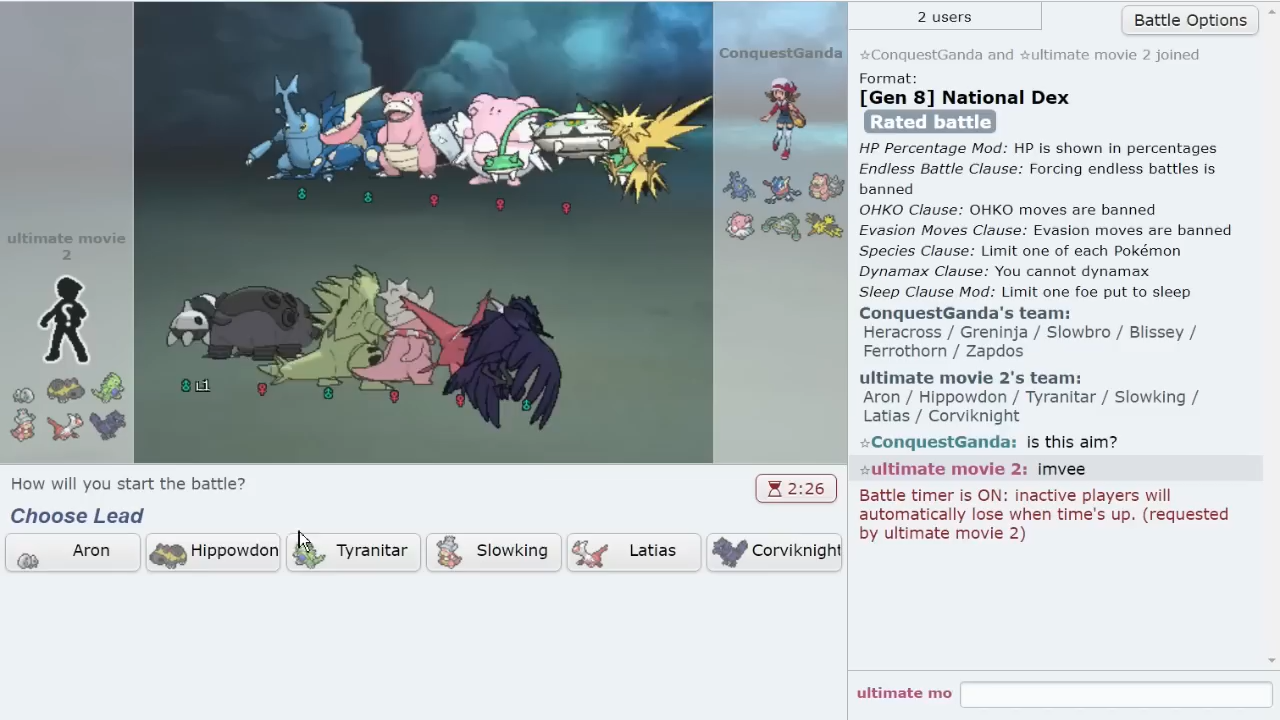 ultimate movie
2
L1
ConquestGanda
How will you start the battle?
2:26
Choose Lead
Aron
Hippowdon
Tyranitar
Slowking
Latias
Corviknight
2 users
Battle Options
☆ConquestGanda and ☆ultimate movie 2 joined
Format:
[Gen 8] National Dex
Rated battle
HP Percentage Mod: HP is shown in percentages
Endless Battle Clause: Forcing endless battles is
banned
OHKO Clause: OHKO moves are banned
Evasion Moves Clause: Evasion moves are banned
Species Clause: Limit one of each Pokémon
Dynamax Clause: You cannot dynamax
Sleep Clause Mod: Limit one foe put to sleep
ConquestGanda's team:
Heracross / Greninja / Slowbro / Blissey /
Ferrothorn / Zapdos
ultimate movie 2's team:
Aron / Hippowdon / Tyranitar / Slowking /
Latias / Corviknight
☆ConquestGanda: is this aim?
☆ultimate movie 2: imvee
Battle timer is ON: inactive players will
automatically lose when time's up. (requested
by ultimate movie 2)
ultimate mo